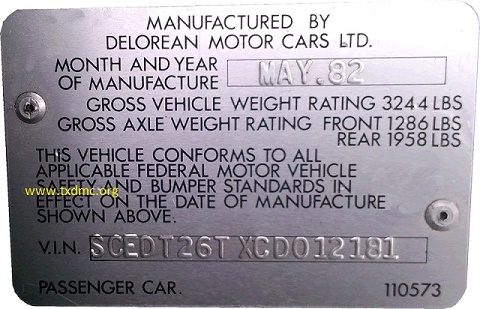 MANUFACTURED BY
DELOREAN MOTOR CARS LTD.
MONTH AND YEAR
OF MANUFACTURE MAY.82
GROSS VEHICLE WEIGHT RATING 3244 LBS
GROSS AXLE WEIGHT RATING FRONT 1286 LBS
REAR 1958 LBS
THIS VEHICLE CONFORMS TO ALL
APPLICABLE FEDERAL MOTOR VEHICLE
www.txdmc.org
SAFETY AND BUMPER STANDARDS IN
EFFECT ON THE DATE OF MANUFACTURE
SHOWN ABOVE.
V.I.N. SCEDT26TXCD012181
PASSENGER CAR. 110573